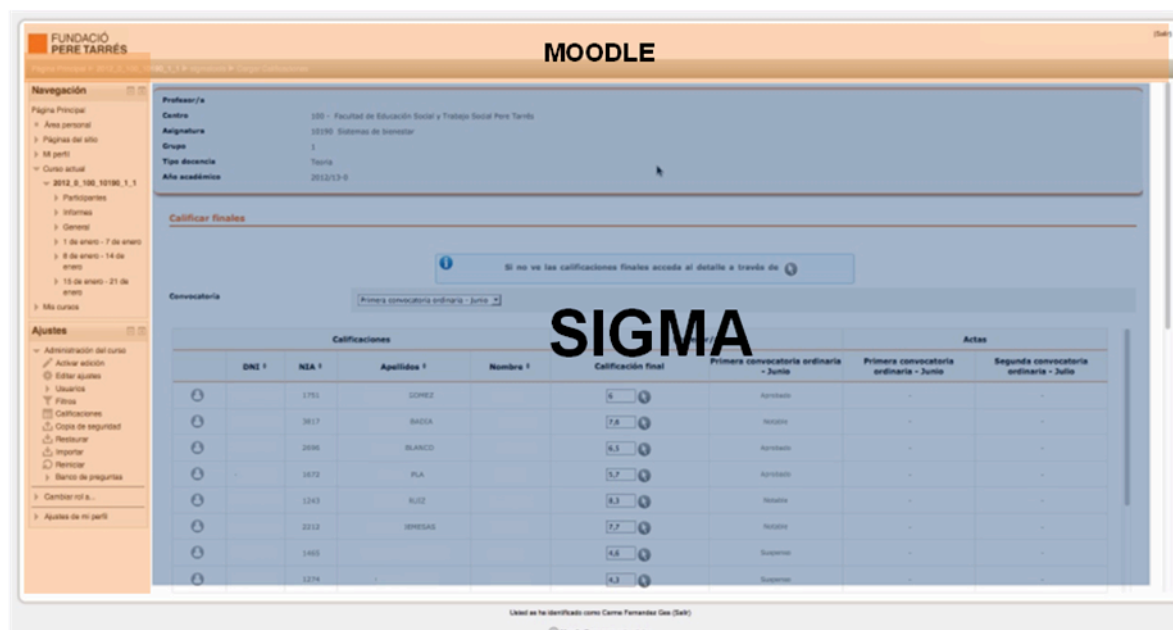 FUNDACIÓ
PERE TARRÉS
MOODLE
(Salir)
Navegación
Página Principal
Área personal
Páginas del sitio
Mi perfil
Curso actual
2012_0_100_10190_1_1
Participantes
Informes
General
1 de enero - 7 de enero
8 de enero - 14 de
enero
15 de enero - 21 de
enero
Mis cursos
Ajustes
Administración del curso
Activar edición
Editar ajustes
Usuarios
Filtros
Calificaciones
Copia de seguridad
Restaurar
Importar
Reiniciar
Banco de preguntas
Cambiar rol a...
Ajustes de mi perfil
Profesor/a
Centro 100 - Facultad de Educación Social y Trabajo Social Pere Tarrés
Asignatura 10190 Sistemas de bienestar
Grupo 1
Tipo docencia Teoría
Año académico 2012/13-0
Calificar finales
Si no ve las calificaciones finales acceda al detalle a través de
Convocatoria Primera convocatoria ordinaria - Junio
SIGMA
Calificaciones Actas
DNI NIA Apellidos Nombre Calificación final Primera convocatoria ordinaria - Junio Primera convocatoria ordinaria - Junio Segunda convocatoria ordinaria - Julio
1751 GOMEZ 6 Aprobado - -
3817 BADIA 7,8 Notable - -
2698 BLANCO 6,5 Aprobado - -
1672 PLA 5,7 Aprobado - -
1243 RUIZ 8,3 Notable - -
2212 7,7 Notable - -
1465 4,6 Suspenso - -
1274 4,3 Suspenso - -
Usted se ha identificado como Carme Fernandez Gea (Salir)